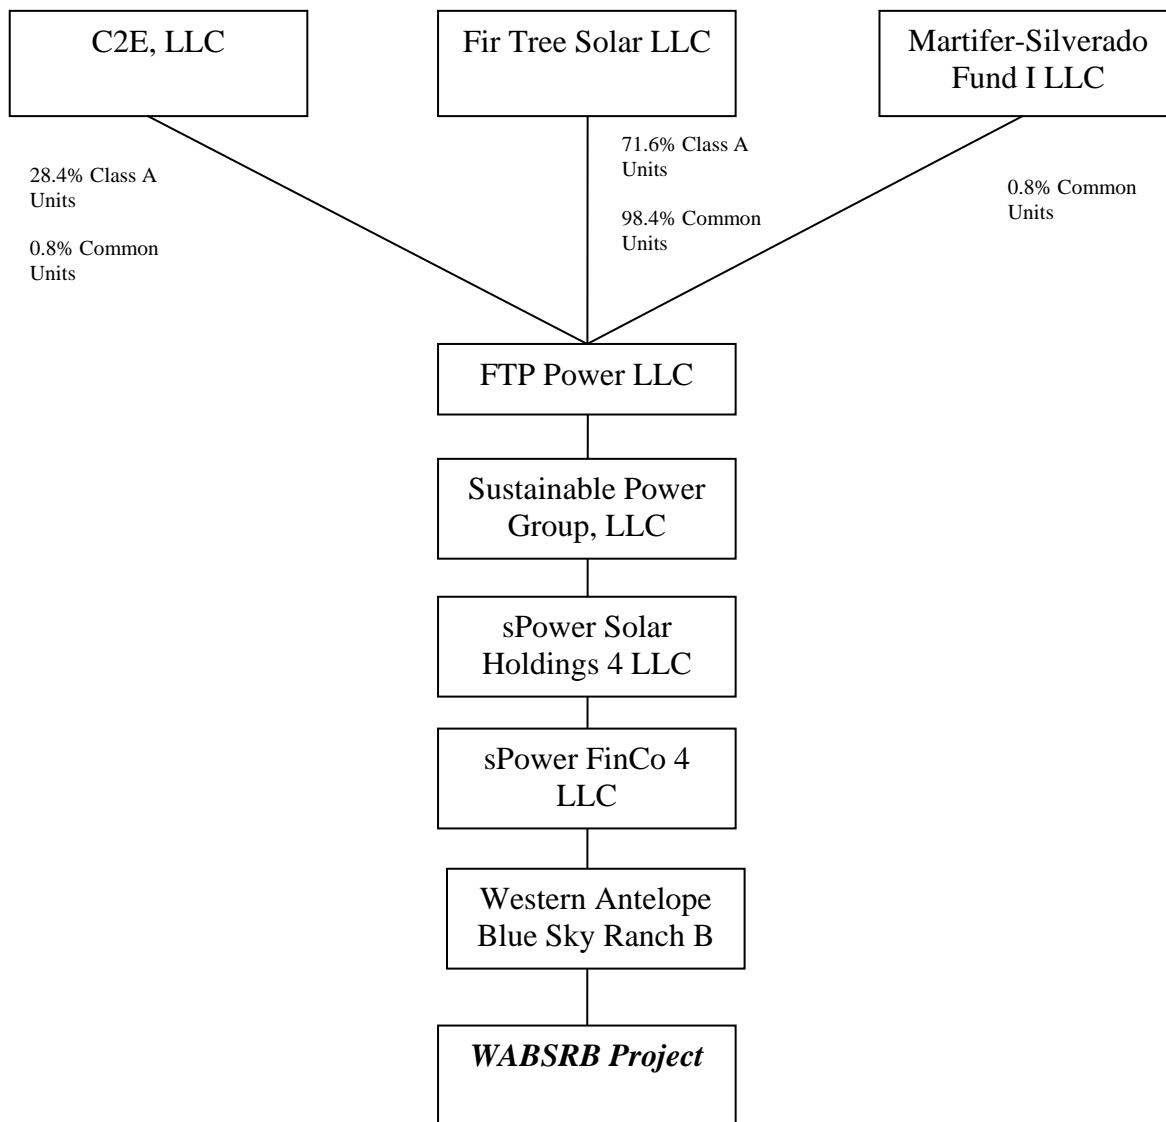 C2E, LLC
Fir Tree Solar LLC
Martifer-Silverado
Fund I LLC
28.4% Class A
Units
0.8% Common
Units
71.6% Class A
Units
98.4% Common
Units
0.8% Common
Units
FTP Power LLC
Sustainable Power
Group, LLC
sPower Solar
Holdings 4 LLC
sPower FinCo 4
LLC
Western Antelope
Blue Sky Ranch B
WABSRB Project